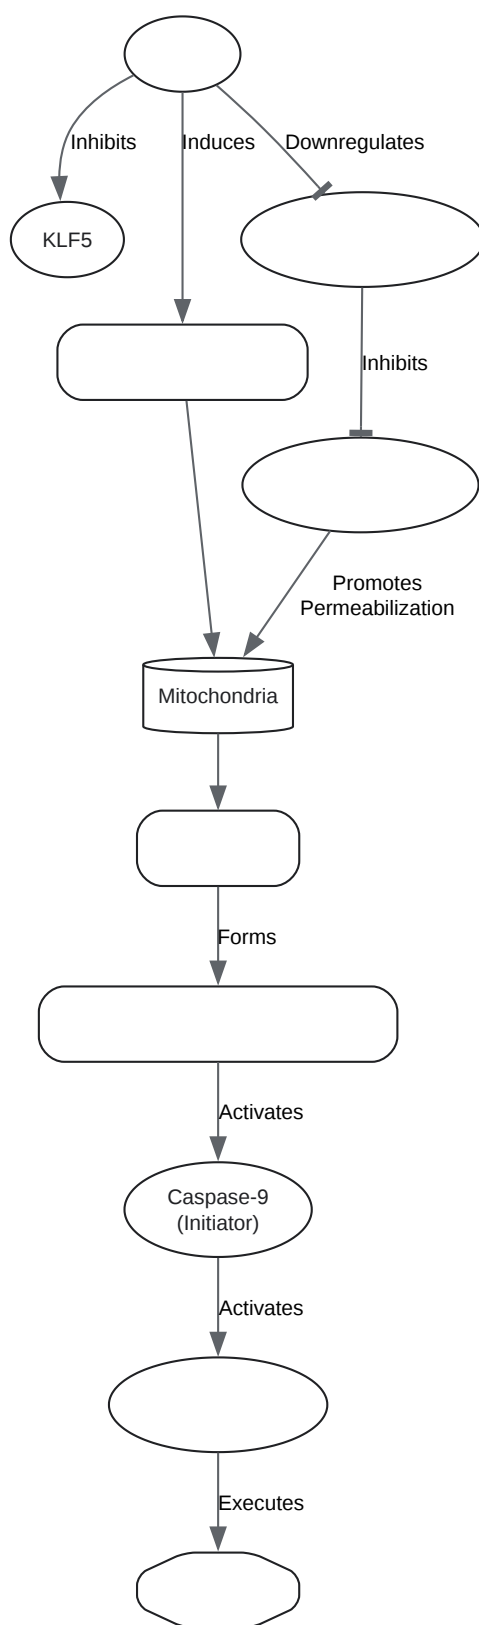 Inhibits
Induces
Downregulates
KLF5
Inhibits
Promotes
Permeabilization
Mitochondria
Forms
Activates
Caspase-9
(Initiator)
Activates
Executes